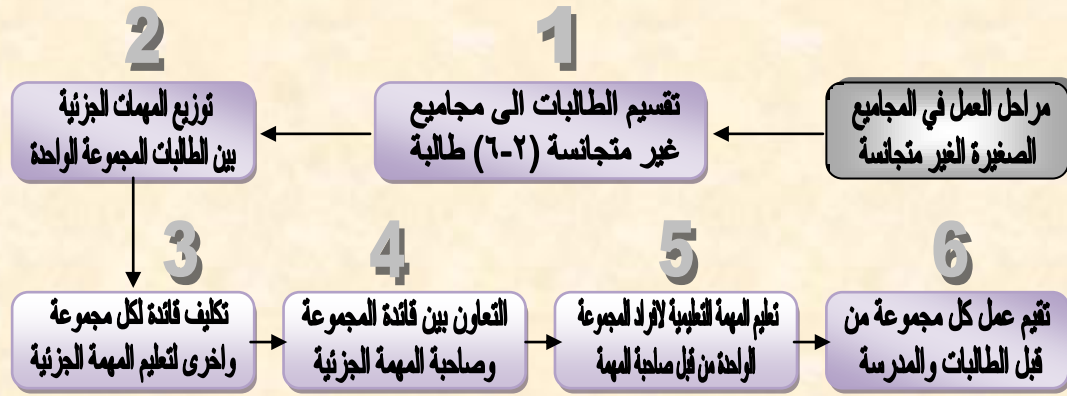 مراحل العمل في المجاميع
الصغيرة الغير متجانسة
1
تقسيم الطالبات الى مجاميع
غير متجانسة (٢-٦) طالبة
2
توزيع المهمات الجزئية
بين الطالبات المجموعة الواحدة
3
تكليف قائدة لكل مجموعة
واخرى لتعليم المهمة الجزئية
4
التعاون بين قائدة المجموعة
وصاحبة المهمة الجزئية
5
تعليم المهمة التعليمية لافراد المجموعة
الواحدة من قبل صاحبة المهمة
6
تقيم عمل كل مجموعة من
قبل الطالبات والمدرسة